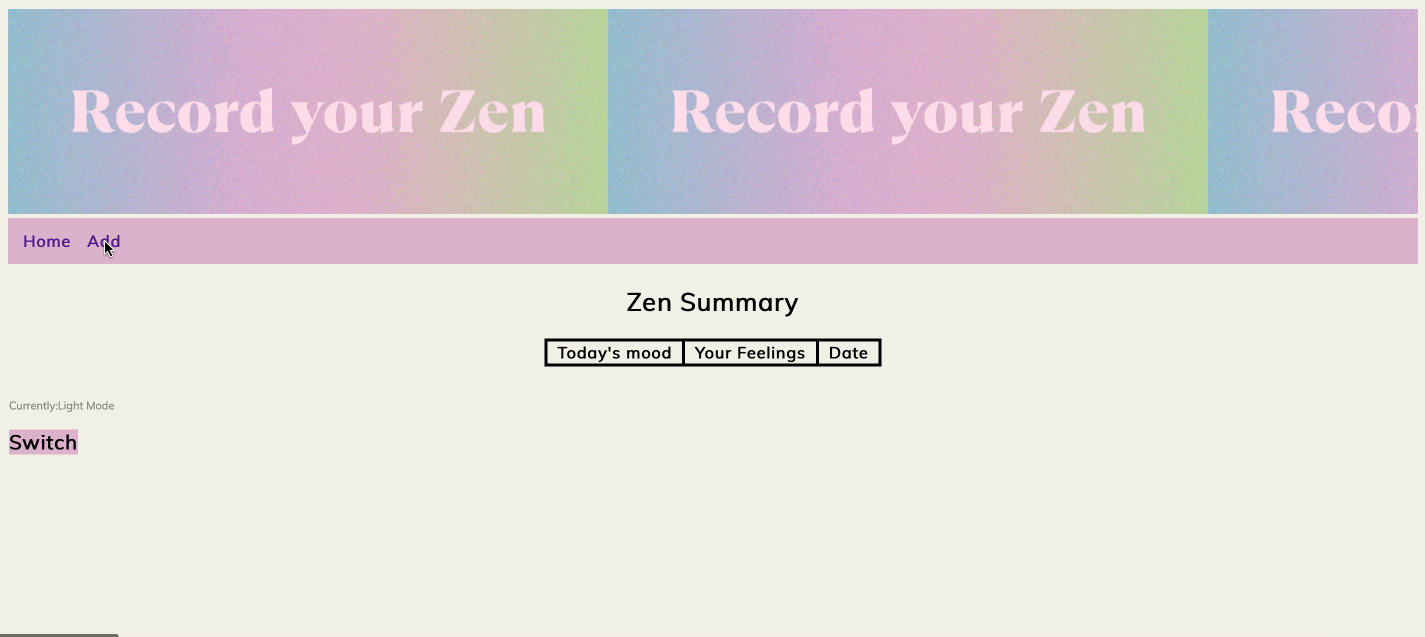 Record your Zen Record your Zen Reco
Home Add
Zen Summary
Today's mood Your Feelings Date
Currently:Light Mode
Switch